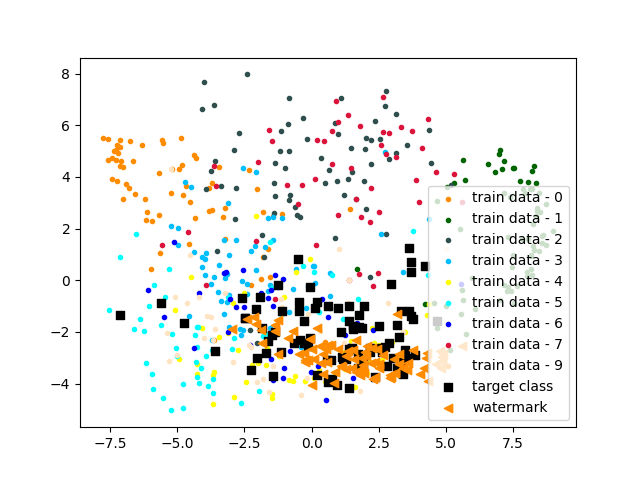 8
6
4
2
0
−2
−4
−7.5
−5.0
−2.5
0.0
2.5
5.0
7.5
train data - 0
train data - 1
train data - 2
train data - 3
train data - 4
train data - 5
train data - 6
train data - 7
train data - 9
target class
watermark